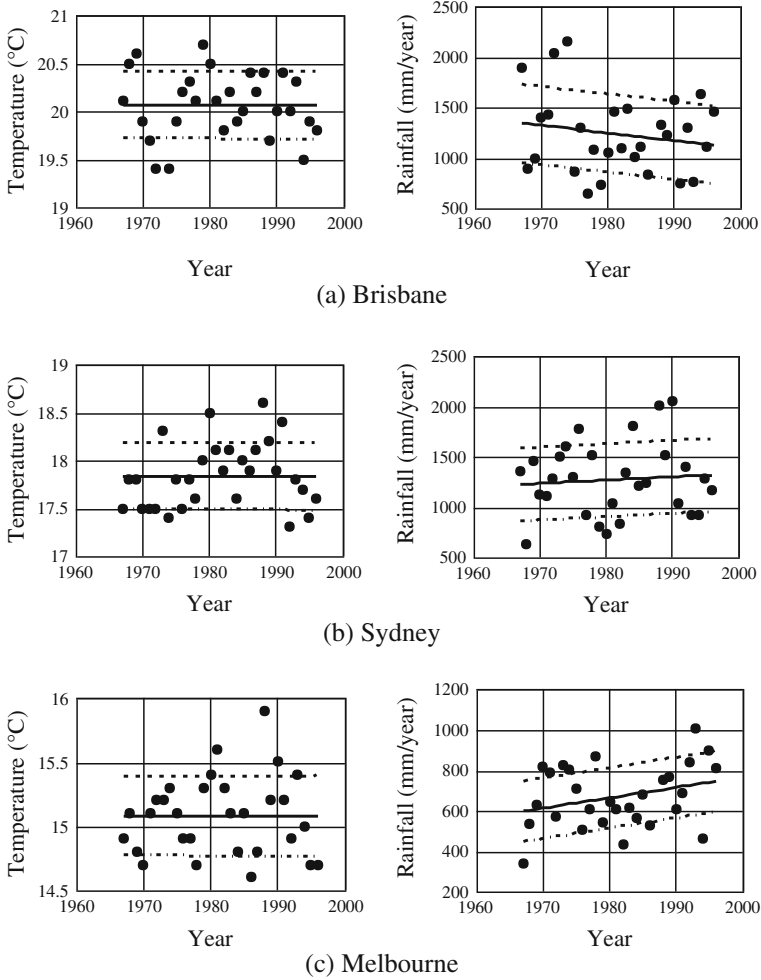 Temperature (°C)
21
20.5
20
19.5
19
1960 1970 1980 1990 2000
Year
Rainfall (mm/year)
2500
2000
1500
1000
500
1960 1970 1980 1990 2000
Year
(a) Brisbane
Temperature (°C)
19
18.5
18
17.5
17
1960 1970 1980 1990 2000
Year
Rainfall (mm/year)
2500
2000
1500
1000
500
1960 1970 1980 1990 2000
Year
(b) Sydney
Temperature (°C)
16
15.5
15
14.5
1960 1970 1980 1990 2000
Year
Rainfall (mm/year)
1200
1000
800
600
400
200
1960 1970 1980 1990 2000
Year
(c) Melbourne